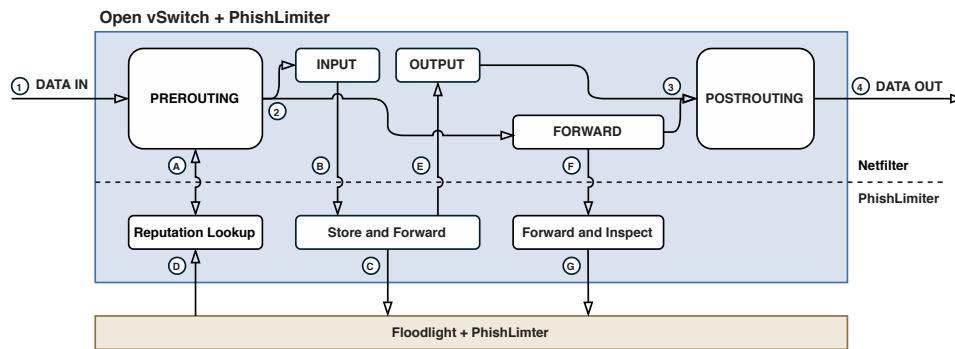 Open vSwitch + PhishLimiter
1 DATA IN
PREROUTING
2
INPUT
OUTPUT
3
POSTROUTING
4 DATA OUT
FORWARD
A
B
E
F
Netfilter
PhishLimiter
Reputation Lookup
Store and Forward
Forward and Inspect
D
C
G
Floodlight + PhishLimter